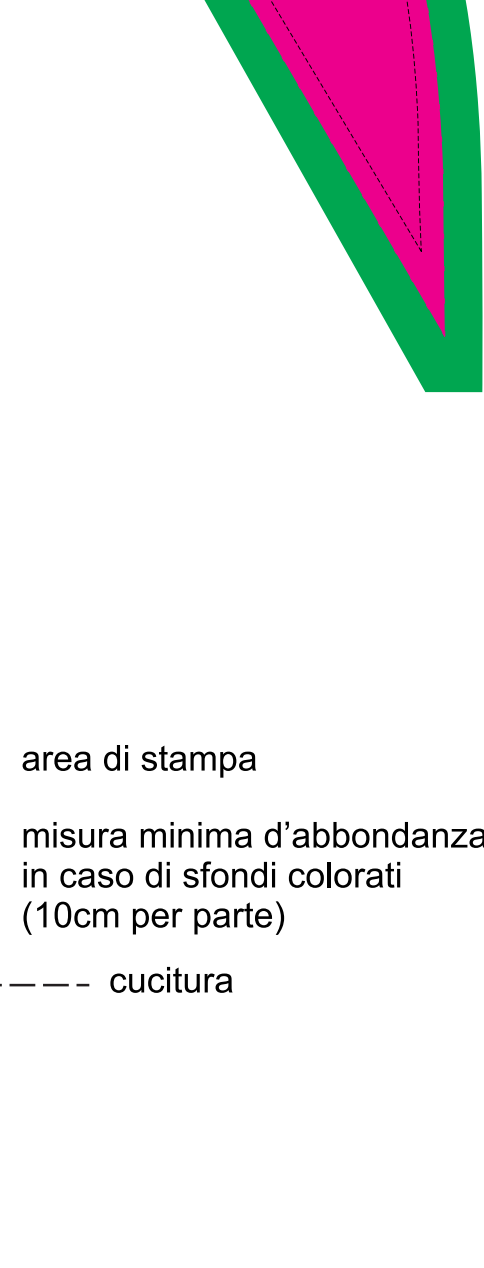 area di stampa
misura minima d’abbondanza
in caso di sfondi colorati
(10cm per parte)
cucitura